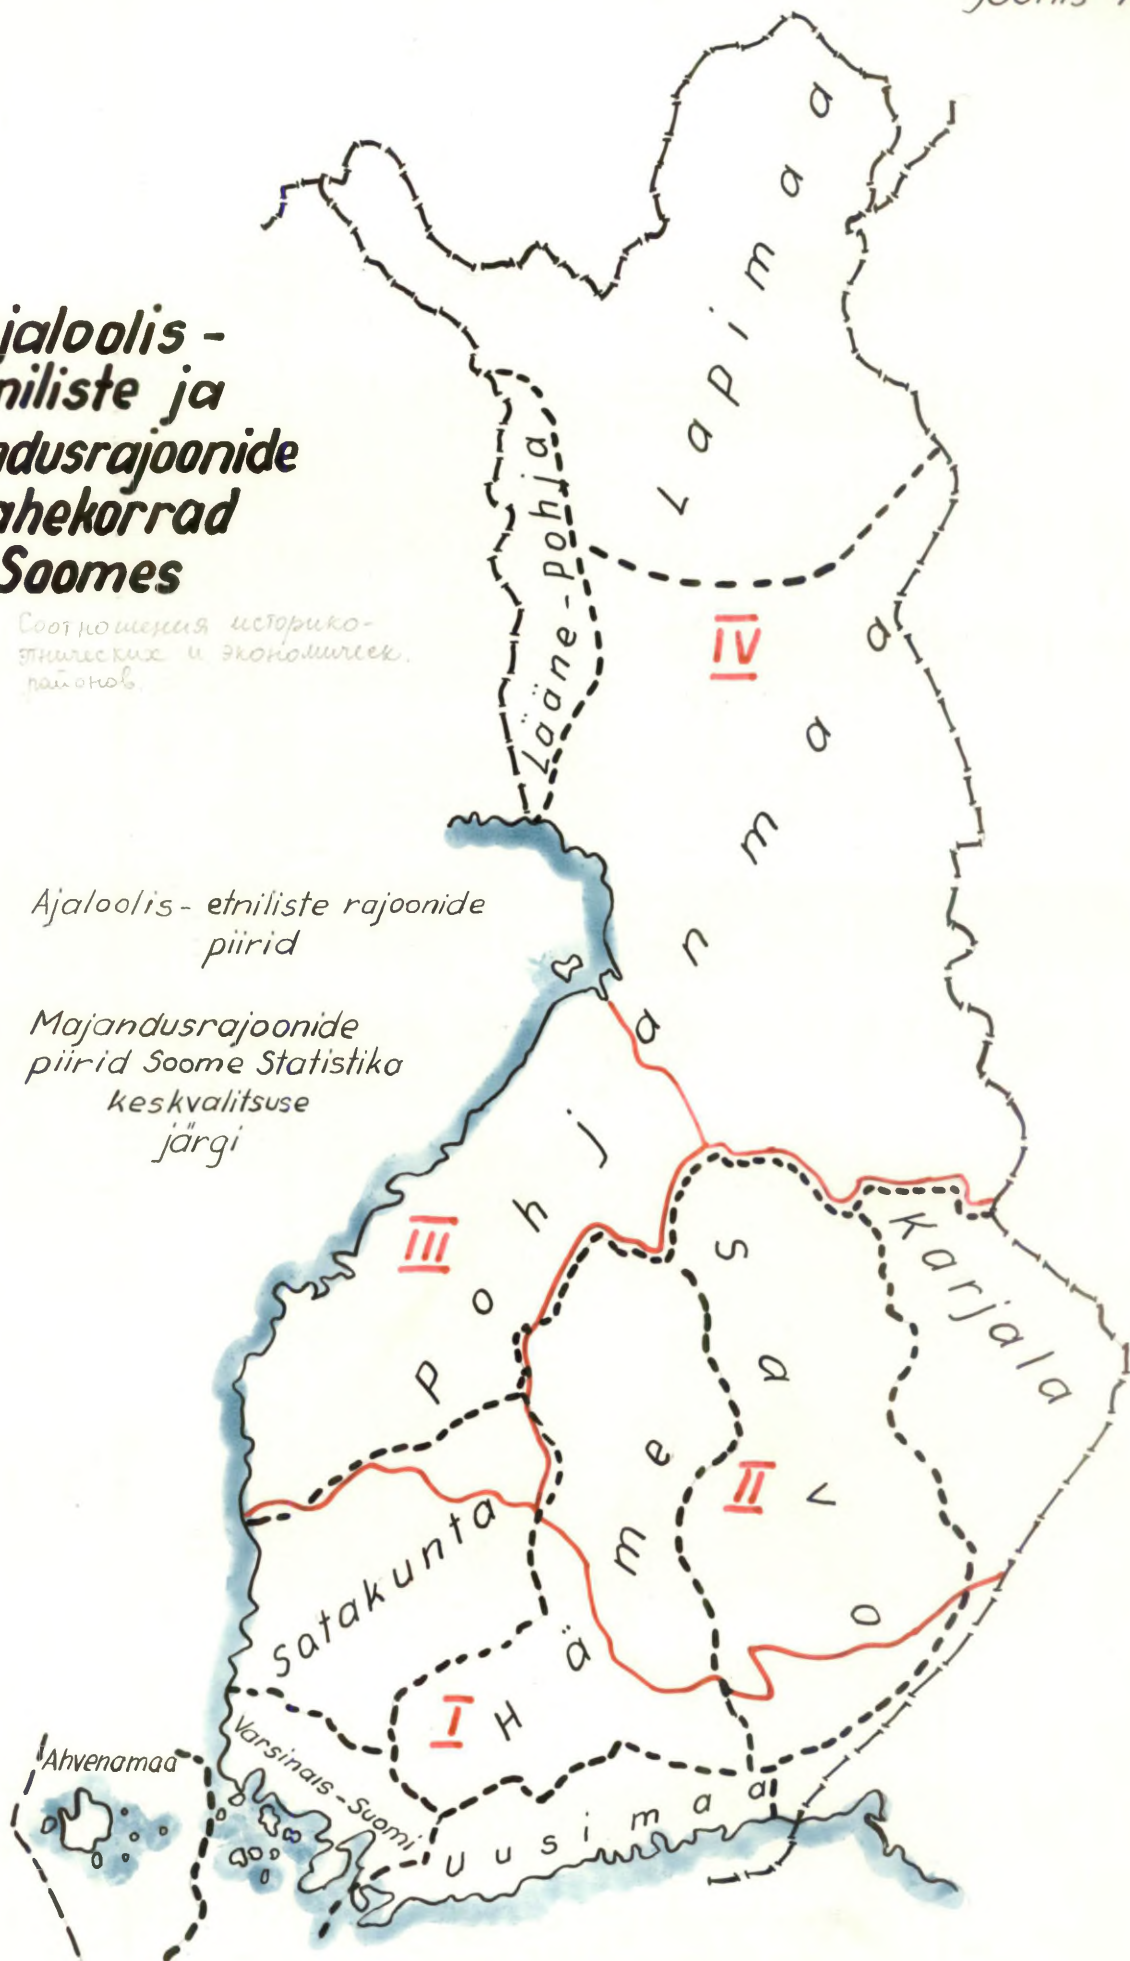 jaloolis -
niliste ja
ndusrajoonide
ahekorrad
Soomes
Соотношения историко-
этнических и экономическ.
районов.
Ajaloolis - etniliste rajoonide
piirid
Majandusrajoonide
piirid Soome Statistika
keskvalitsuse
järgi
Lapimaa
Lääne-pohja
IV
Pohjanmaa
III
Karjala
Savo
II
Satakunta
Häme
I
Ahvenamaa
Varsinais-Suomi
Uusimaa